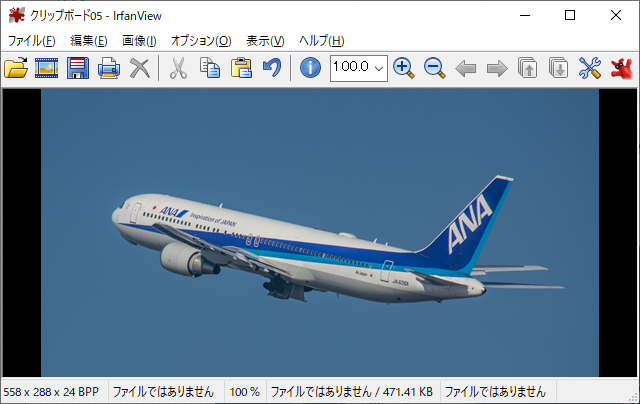 クリップボード05 - IrfanView
ファイル(F) 編集(E) 画像(I) オプション(O) 表示(V) ヘルプ(H)
100.0
ANA
ANA Inspiration of JAPAN
558 x 288 x 24 BPP ファイルではありません 100 % ファイルではありません / 471.41 KB ファイルではありません